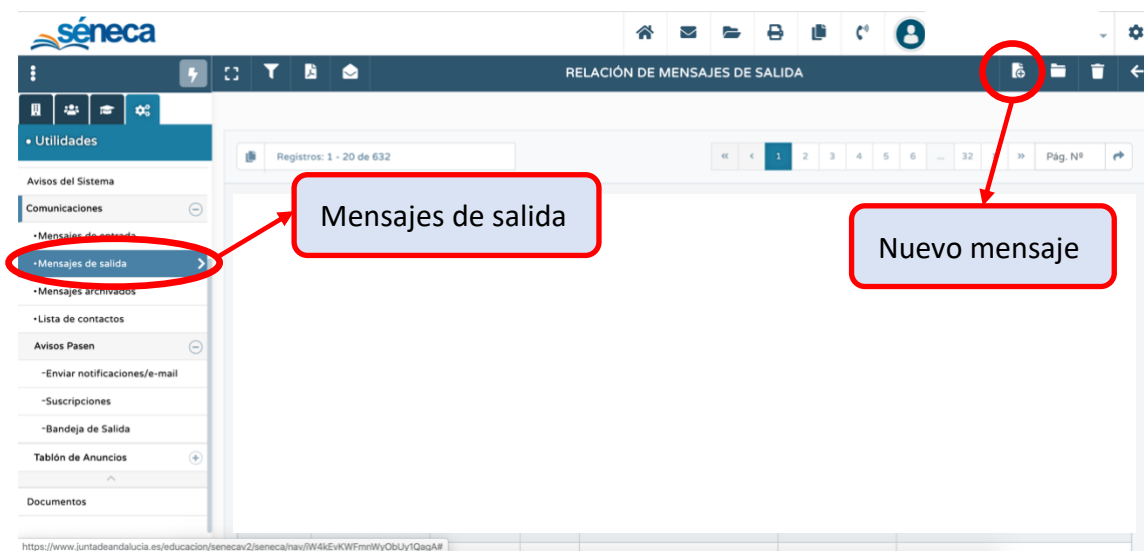 séneca
RELACIÓN DE MENSAJES DE SALIDA
• Utilidades
Registros: 1 - 20 de 632
« < 1 2 3 4 5 6 ... 32 » Pág. Nº
Avisos del Sistema
Comunicaciones
•Mensajes de entrada
•Mensajes de salida
•Mensajes archivados
•Lista de contactos
Avisos Pasen
-Enviar notificaciones/e-mail
-Suscripciones
-Bandeja de Salida
Tablón de Anuncios
Documentos
Mensajes de salida
Nuevo mensaje
https://www.juntadeandalucia.es/educacion/senecav2/seneca/nav/iW4kEvKWFmnWyObUy1QagA#